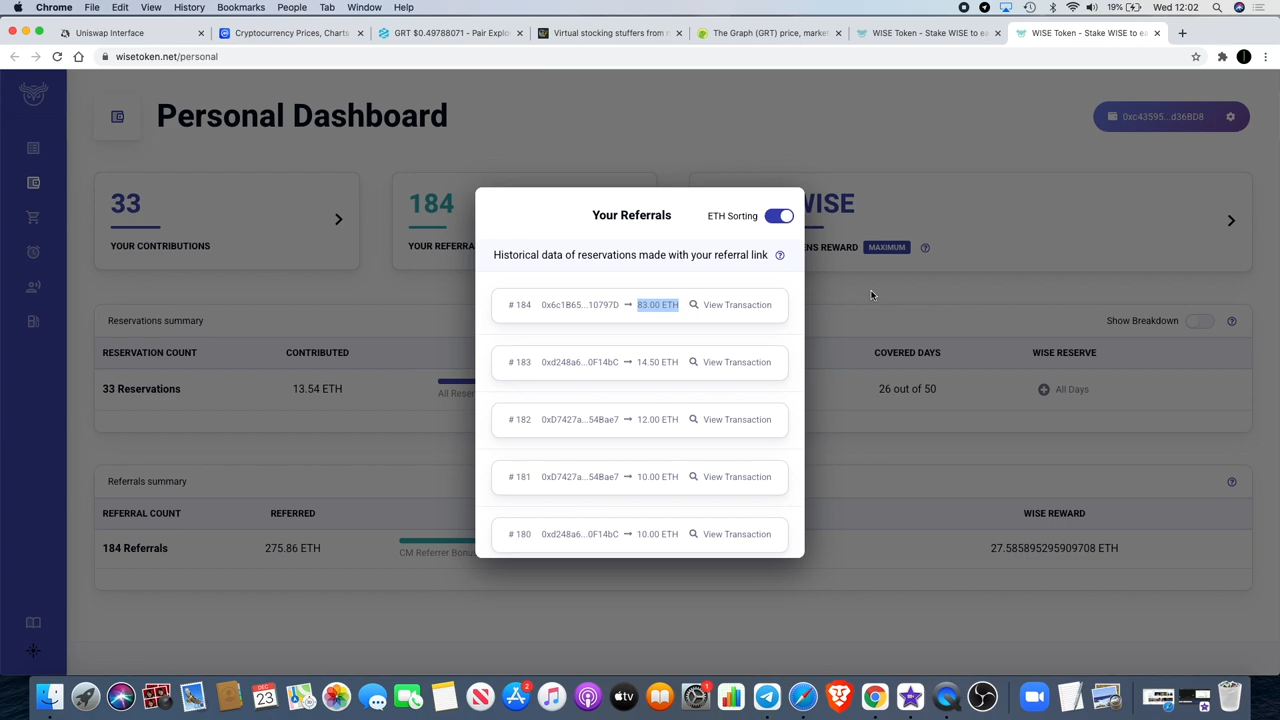 Chrome File Edit View History Bookmarks People Tab Window Help 19% Wed 12:02
Uniswap Interface Cryptocurrency Prices, Charts GRT $0.49788071 - Pair Explo Virtual stocking stuffers from The Graph (GRT) price, marke WISE Token - Stake WISE to ea WISE Token - Stake WISE to ea
wisetoken.net/personal
Personal Dashboard
0xc43595...d36BD8
33
YOUR CONTRIBUTIONS
184
YOUR REFERRA
WISE
NS REWARD MAXIMUM
Your Referrals
ETH Sorting
Historical data of reservations made with your referral link
# 184 0x6c1B65...10797D → 83.00 ETH View Transaction
# 183 0xd248a6...0F14bC → 14.50 ETH View Transaction
# 182 0xD7427a...54Bae7 → 12.00 ETH View Transaction
# 181 0xD7427a...54Bae7 → 10.00 ETH View Transaction
# 180 0xd248a6...0F14bC → 10.00 ETH View Transaction
Reservations summary
Show Breakdown
RESERVATION COUNT CONTRIBUTED COVERED DAYS WISE RESERVE
33 Reservations 13.54 ETH All Reser 26 out of 50 All Days
Referrals summary
REFERRAL COUNT REFERRED WISE REWARD
184 Referrals 275.86 ETH CM Referrer Bonu 27.585895295909708 ETH
DEC
23
2
1